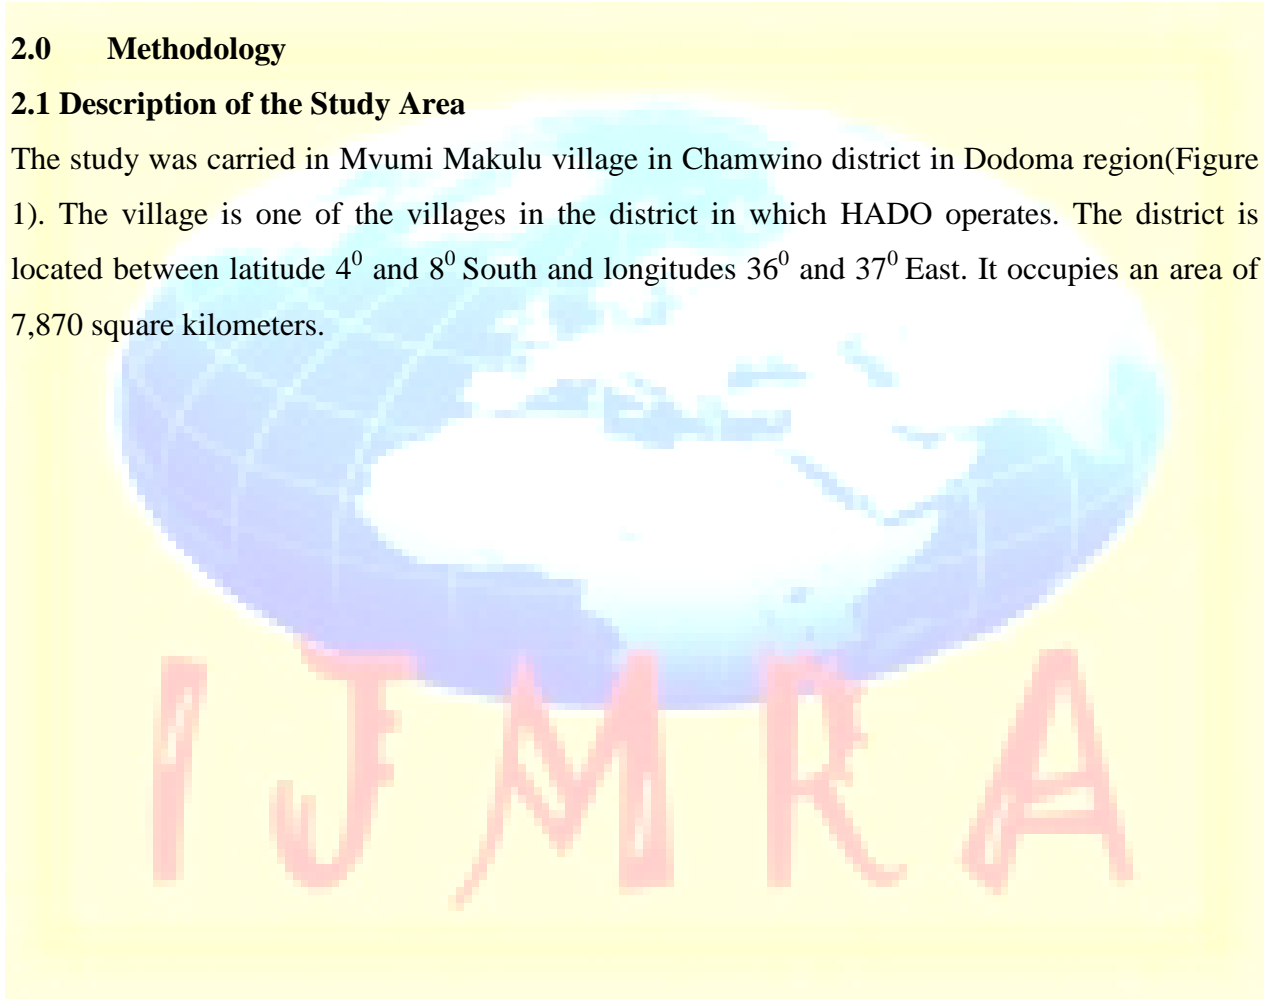 2.0 Methodology
2.1 Description of the Study Area
The study was carried in Mvumi Makulu village in Chamwino district in Dodoma region(Figure
1). The village is one of the villages in the district in which HADO operates. The district is
located between latitude 4⁰ and 8⁰ South and longitudes 36⁰ and 37⁰ East. It occupies an area of
7,870 square kilometers.
IJMRA